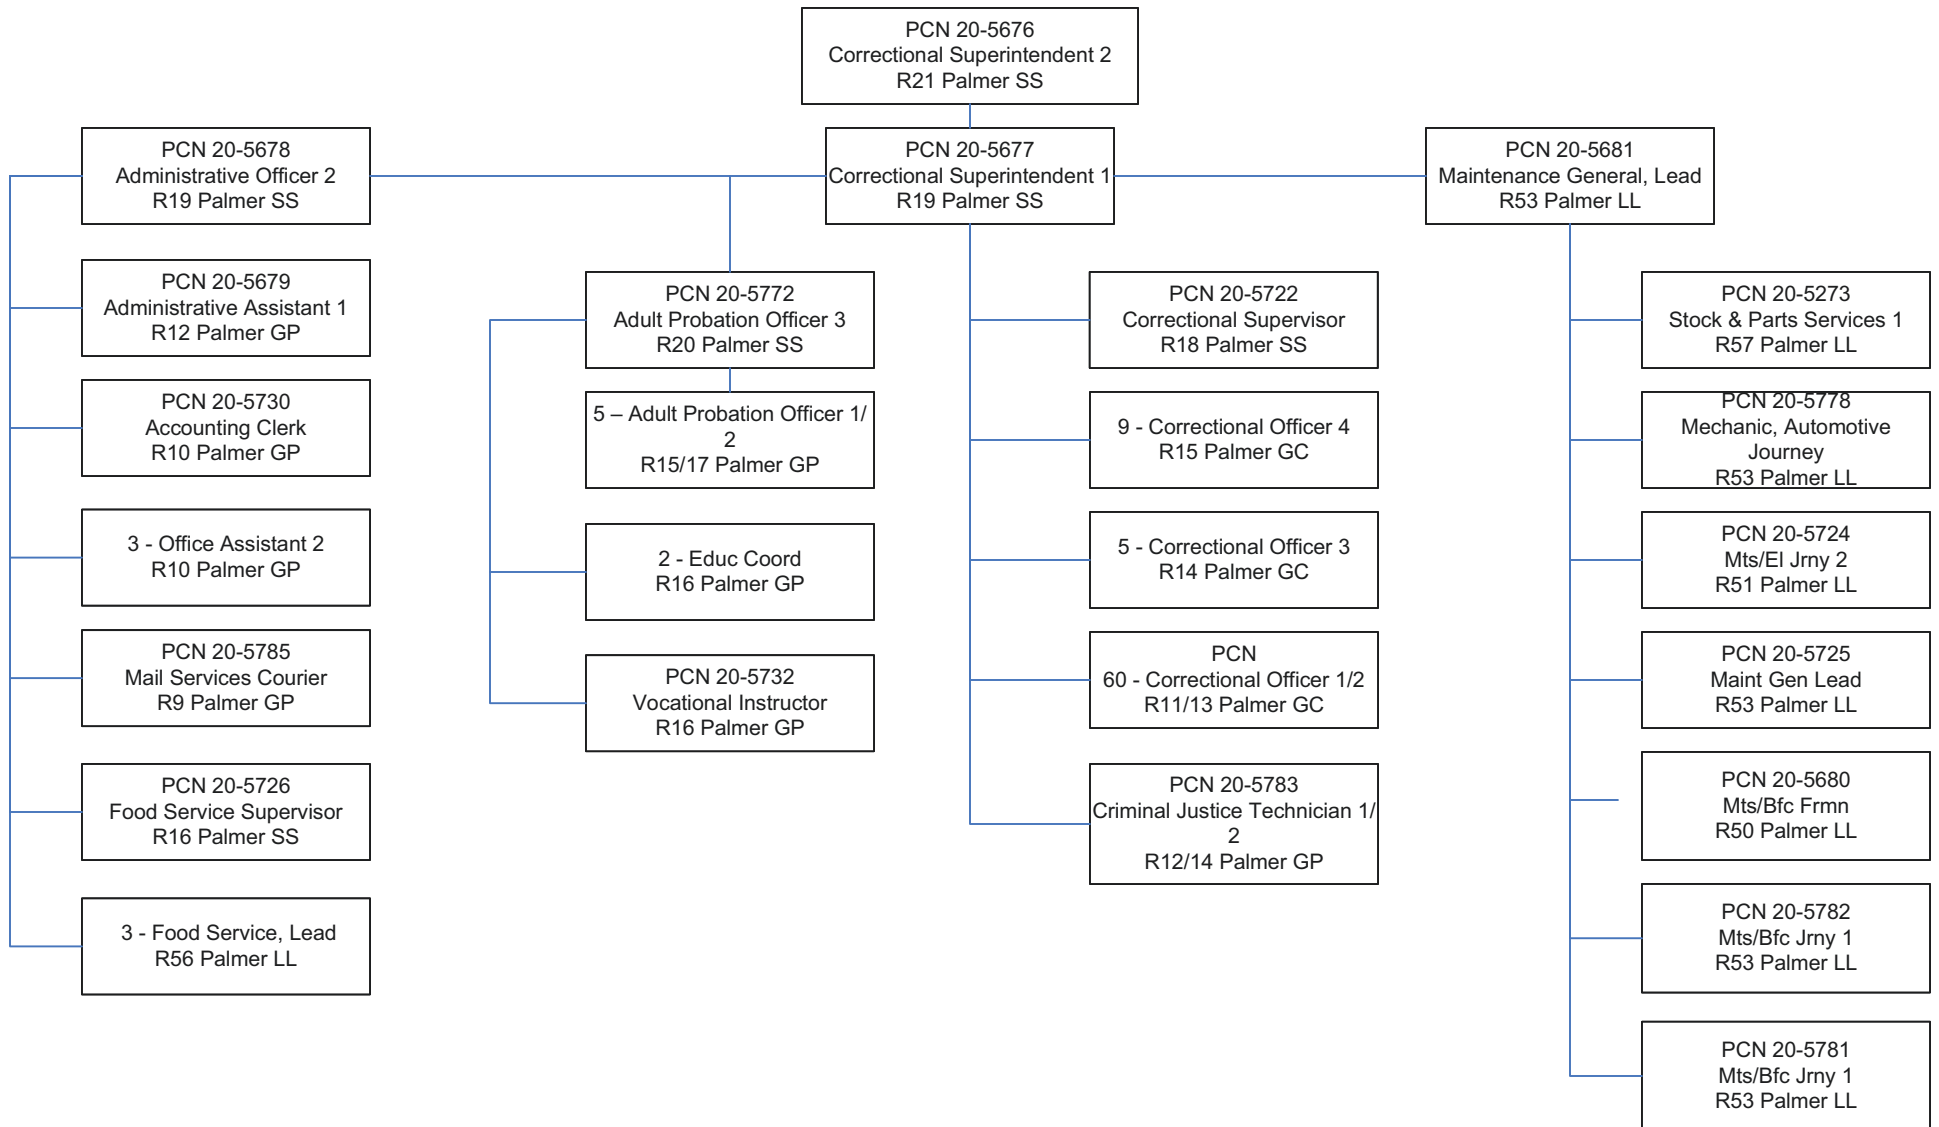 PCN 20-5676
Correctional Superintendent 2
R21 Palmer SS
PCN 20-5678
Administrative Officer 2
R19 Palmer SS
PCN 20-5677
Correctional Superintendent 1
R19 Palmer SS
PCN 20-5681
Maintenance General, Lead
R53 Palmer LL
PCN 20-5679
Administrative Assistant 1
R12 Palmer GP
PCN 20-5730
Accounting Clerk
R10 Palmer GP
3 - Office Assistant 2
R10 Palmer GP
PCN 20-5785
Mail Services Courier
R9 Palmer GP
PCN 20-5726
Food Service Supervisor
R16 Palmer SS
3 - Food Service, Lead
R56 Palmer LL
PCN 20-5772
Adult Probation Officer 3
R20 Palmer SS
5 – Adult Probation Officer 1/
2
R15/17 Palmer GP
2 - Educ Coord
R16 Palmer GP
PCN 20-5732
Vocational Instructor
R16 Palmer GP
PCN 20-5722
Correctional Supervisor
R18 Palmer SS
9 - Correctional Officer 4
R15 Palmer GC
5 - Correctional Officer 3
R14 Palmer GC
PCN
60 - Correctional Officer 1/2
R11/13 Palmer GC
PCN 20-5783
Criminal Justice Technician 1/
2
R12/14 Palmer GP
PCN 20-5273
Stock & Parts Services 1
R57 Palmer LL
PCN 20-5778
Mechanic, Automotive
Journey
R53 Palmer LL
PCN 20-5724
Mts/El Jrny 2
R51 Palmer LL
PCN 20-5725
Maint Gen Lead
R53 Palmer LL
PCN 20-5680
Mts/Bfc Frmn
R50 Palmer LL
PCN 20-5782
Mts/Bfc Jrny 1
R53 Palmer LL
PCN 20-5781
Mts/Bfc Jrny 1
R53 Palmer LL